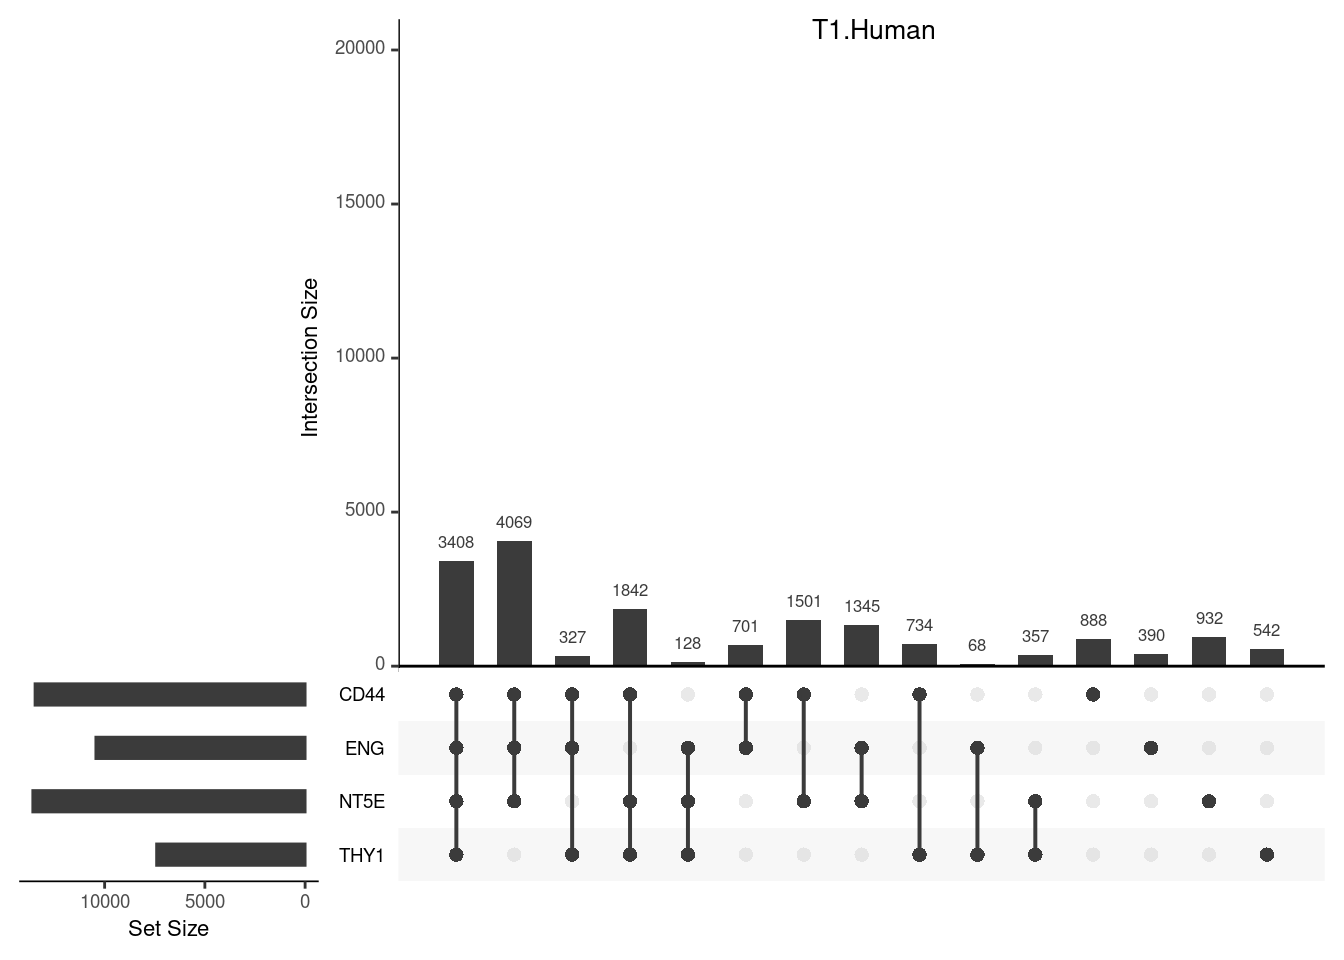 T1.Human
20000
15000
10000
5000
0
Intersection Size
3408
4069
327
1842
128
701
1501
1345
734
68
357
888
390
932
542
CD44
ENG
NT5E
THY1
10000 5000 0
Set Size